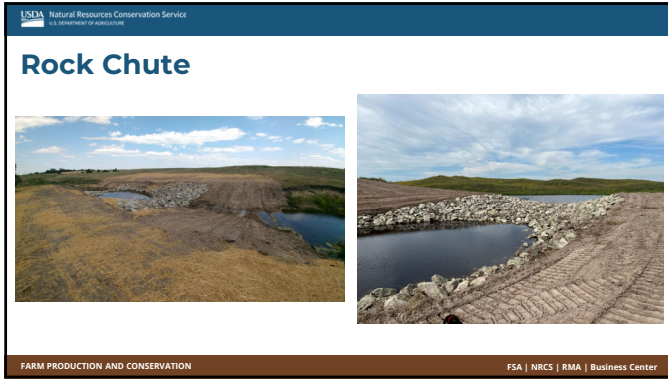 USDA Natural Resources Conservation Service
U.S. DEPARTMENT OF AGRICULTURE
Rock Chute
FARM PRODUCTION AND CONSERVATION
FSA | NRCS | RMA | Business Center